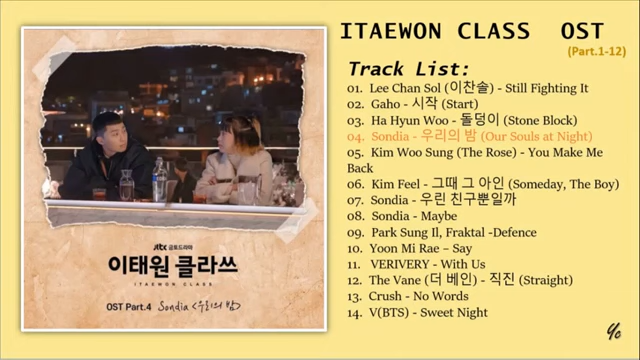 ITAEWON CLASS OST
(Part.1-12)
Track List:
01. Lee Chan Sol (이찬솔) - Still Fighting It
02. Gaho - 시작 (Start)
03. Ha Hyun Woo - 돌덩이 (Stone Block)
04. Sondia - 우리의 밤 (Our Souls at Night)
05. Kim Woo Sung (The Rose) - You Make Me
Back
06. Kim Feel - 그때 그 아인 (Someday, The Boy)
07. Sondia - 우린 친구뿐일까
08. Sondia - Maybe
09. Park Sung Il, Fraktal -Defence
10. Yoon Mi Rae – Say
11. VERIVERY - With Us
12. The Vane (더 베인) - 직진 (Straight)
13. Crush - No Words
14. V(BTS) - Sweet Night
jtbc 금토드라마
이태원 클라쓰
ITAEWON CLASS
OST Part.4 Sondia <우리의 밤>
Yc